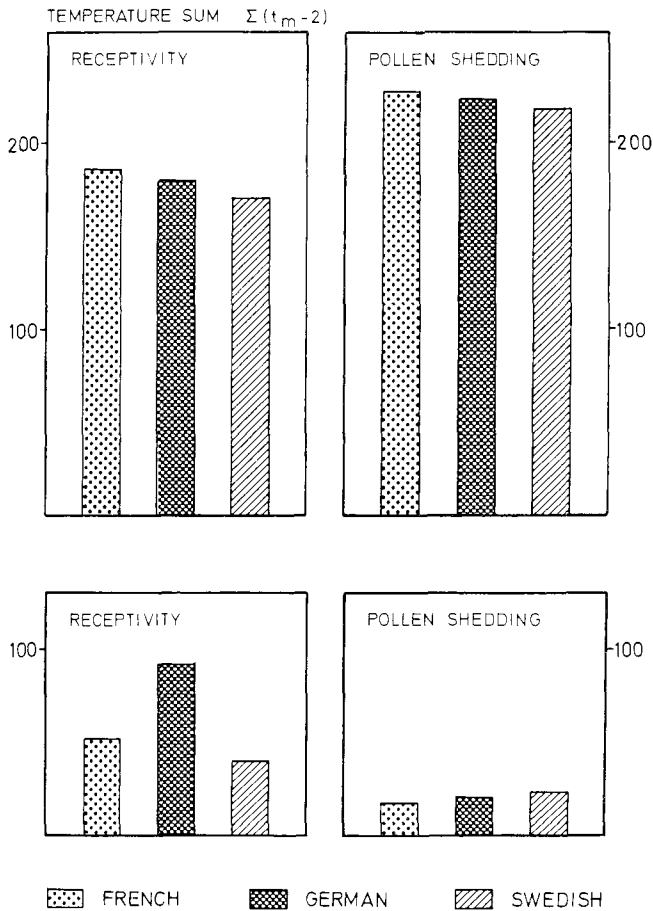 TEMPERATURE SUM Σ(tm-2)
RECEPTIVITY
POLLEN SHEDDING
200
200
100
100
RECEPTIVITY
POLLEN SHEDDING
100
100
FRENCH GERMAN SWEDISH